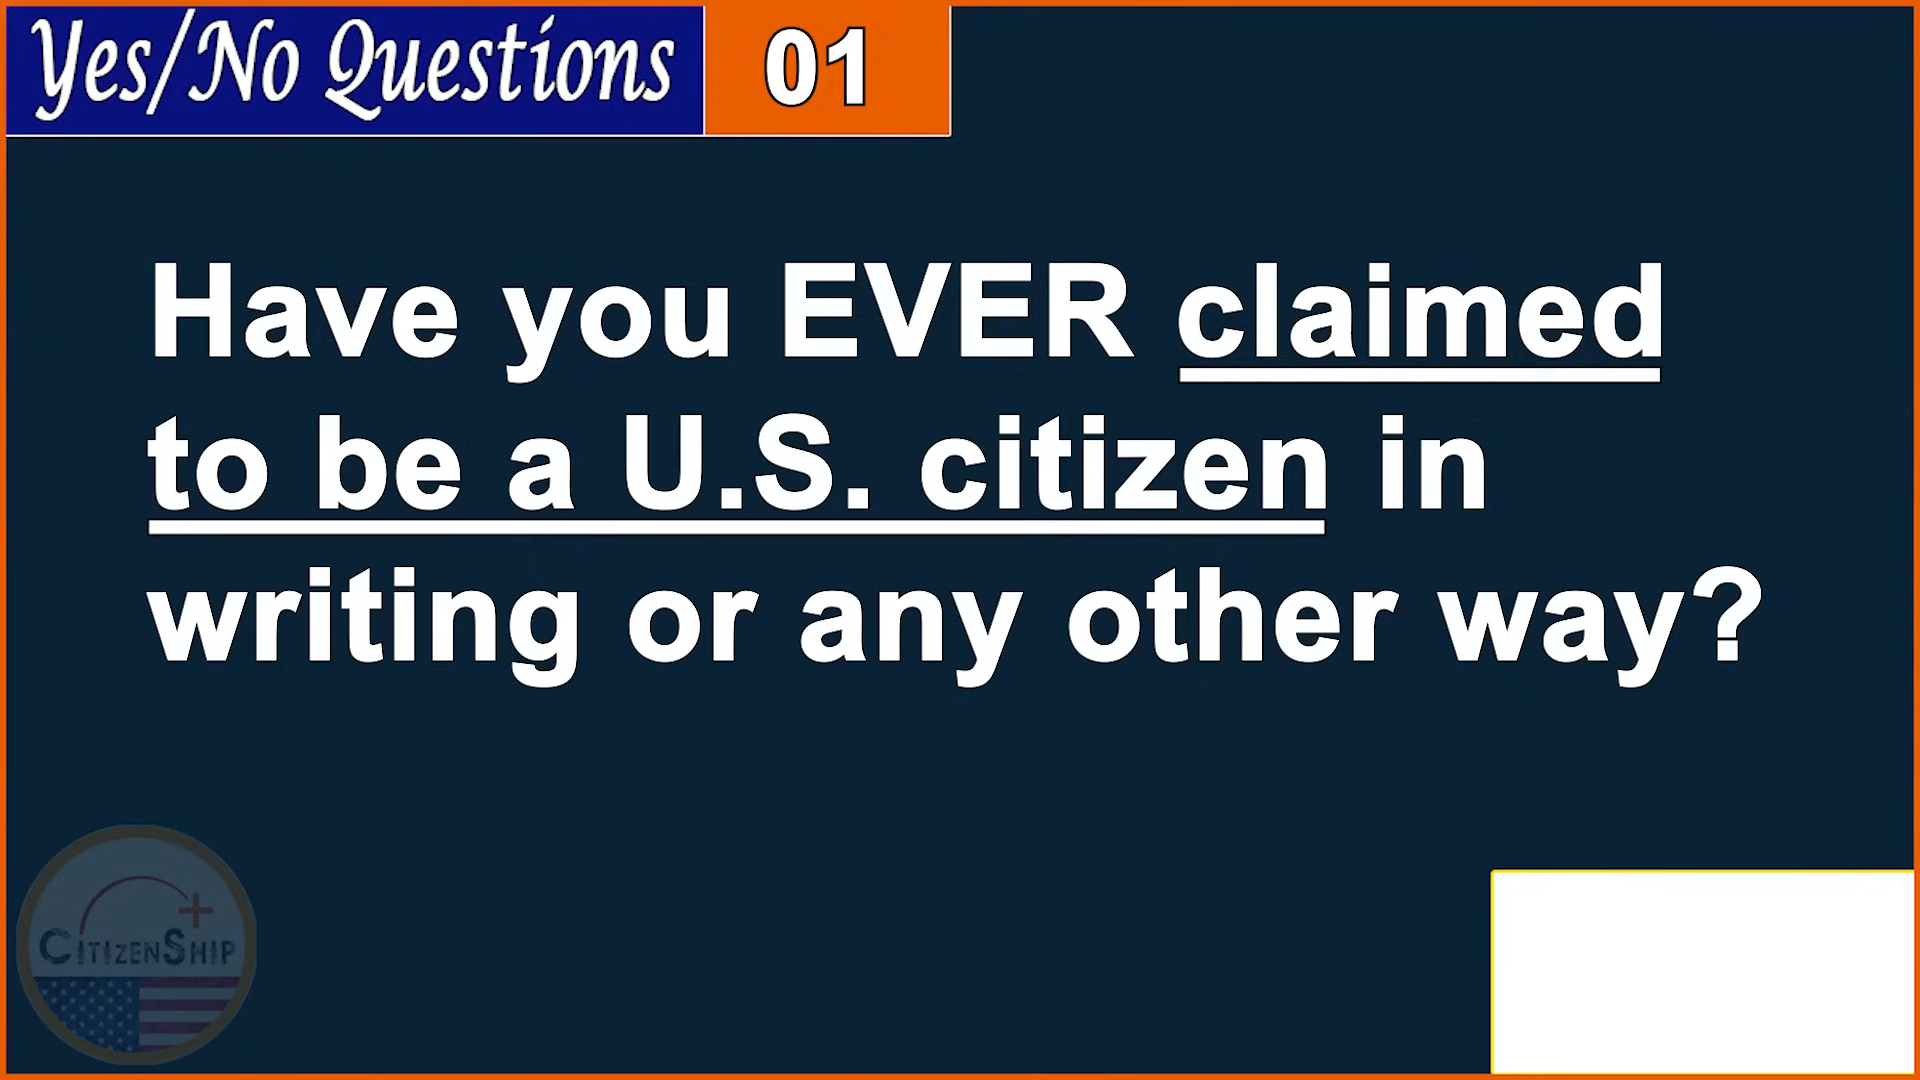 Yes/No Questions
01
Have you EVER claimed
to be a U.S. citizen in
writing or any other way?
CITIZENSHIP